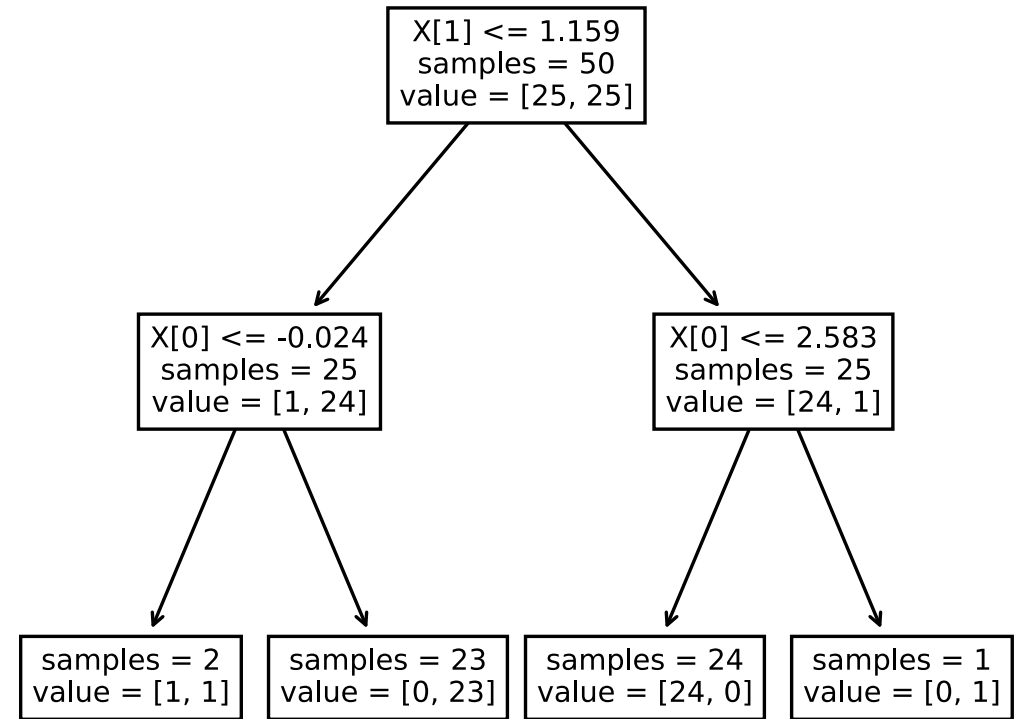 X[1] <= 1.159
samples = 50
value = [25, 25]
X[0] <= -0.024
samples = 25
value = [1, 24]
X[0] <= 2.583
samples = 25
value = [24, 1]
samples = 2
value = [1, 1]
samples = 23
value = [0, 23]
samples = 24
value = [24, 0]
samples = 1
value = [0, 1]